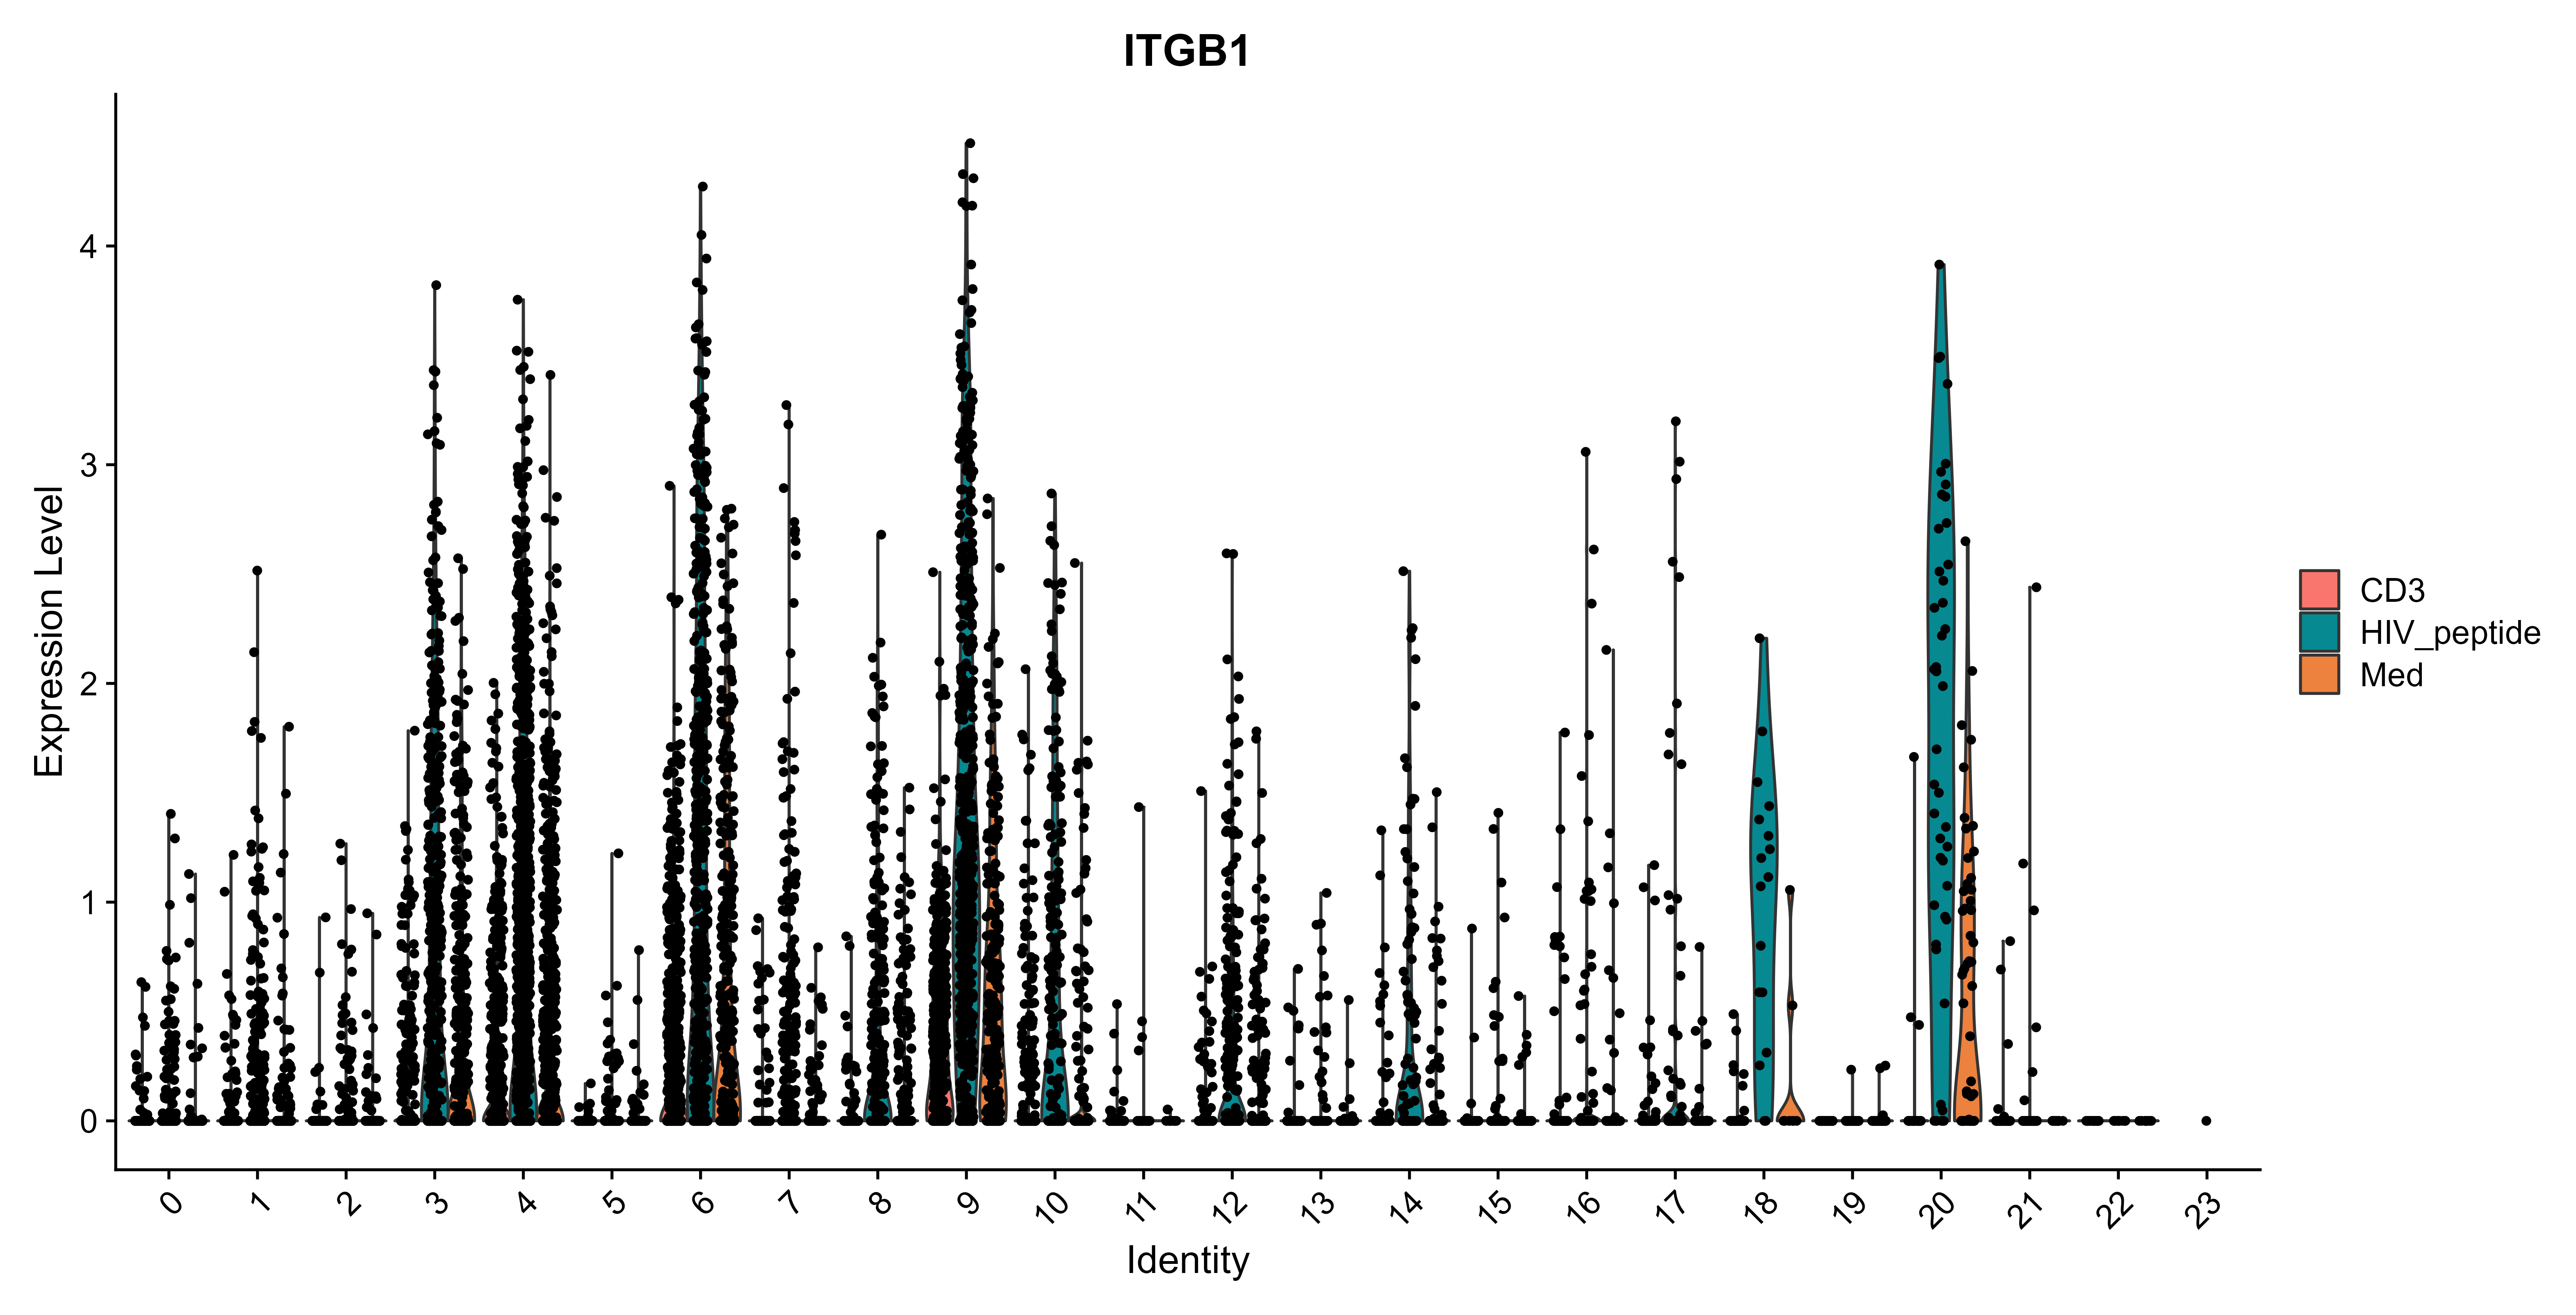 ITGB1
Expression Level
4
3
2
1
0
0 1 2 3 4 5 6 7 8 9 10 11 12 13 14 15 16 17 18 19 20 21 22 23
Identity
CD3
HIV_peptide
Med